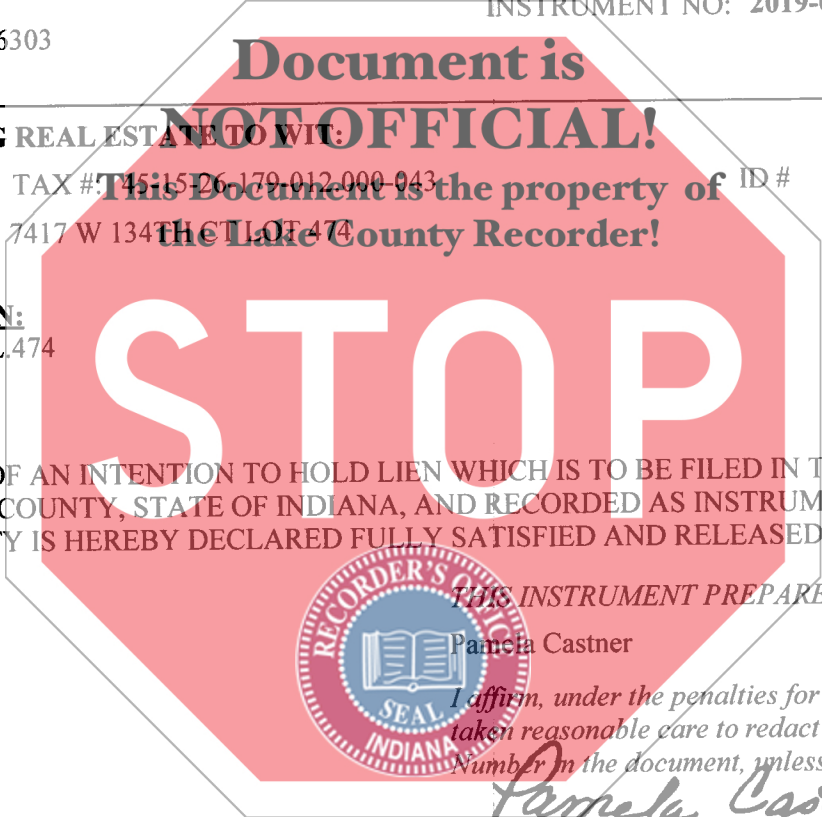 INSTRUMENT NO: 2019-0
6303
Document is
NOT OFFICIAL!
G REAL ESTATE TO WIT:
TAX #: 45-15-26-179-012.000-043 ID #
This Document is the property of
7417 W 134TH CT LOT 474
the Lake County Recorder!
N:
L.474
STOP
OF AN INTENTION TO HOLD LIEN WHICH IS TO BE FILED IN T
COUNTY, STATE OF INDIANA, AND RECORDED AS INSTRUM
Y IS HEREBY DECLARED FULLY SATISFIED AND RELEASED
RECORDER'S OFFICE
SEAL
INDIANA
THIS INSTRUMENT PREPARE
Pamela Castner
I affirm, under the penalties for
taken reasonable care to redact
Number in the document, unless
Pamela Cas